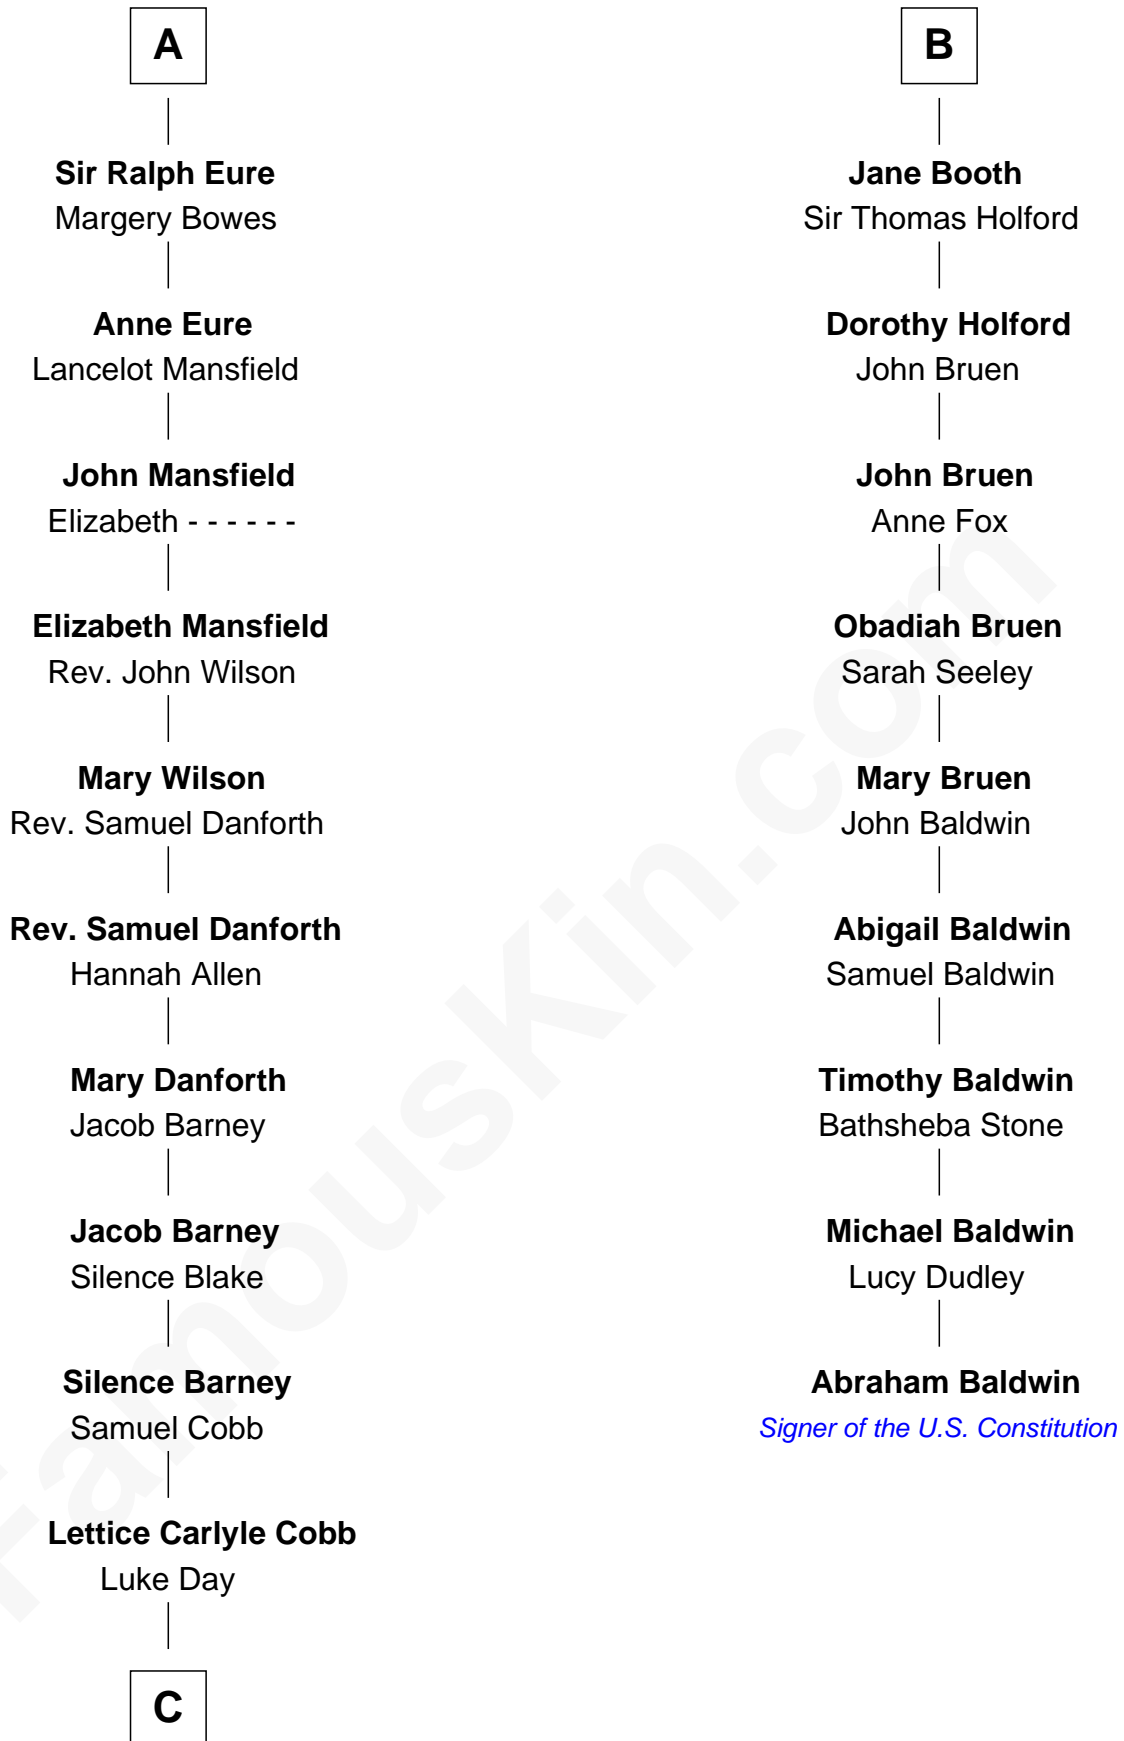 A
Sir Ralph Eure
Margery Bowes
Anne Eure
Lancelot Mansfield
John Mansfield
Elizabeth - - - - - -
Elizabeth Mansfield
Rev. John Wilson
Mary Wilson
Rev. Samuel Danforth
Rev. Samuel Danforth
Hannah Allen
Mary Danforth
Jacob Barney
Jacob Barney
Silence Blake
Silence Barney
Samuel Cobb
Lettice Carlyle Cobb
Luke Day
C
B
Jane Booth
Sir Thomas Holford
Dorothy Holford
John Bruen
John Bruen
Anne Fox
Obadiah Bruen
Sarah Seeley
Mary Bruen
John Baldwin
Abigail Baldwin
Samuel Baldwin
Timothy Baldwin
Bathsheba Stone
Michael Baldwin
Lucy Dudley
Abraham Baldwin
Signer of the U.S. Constitution
FamousKin.com